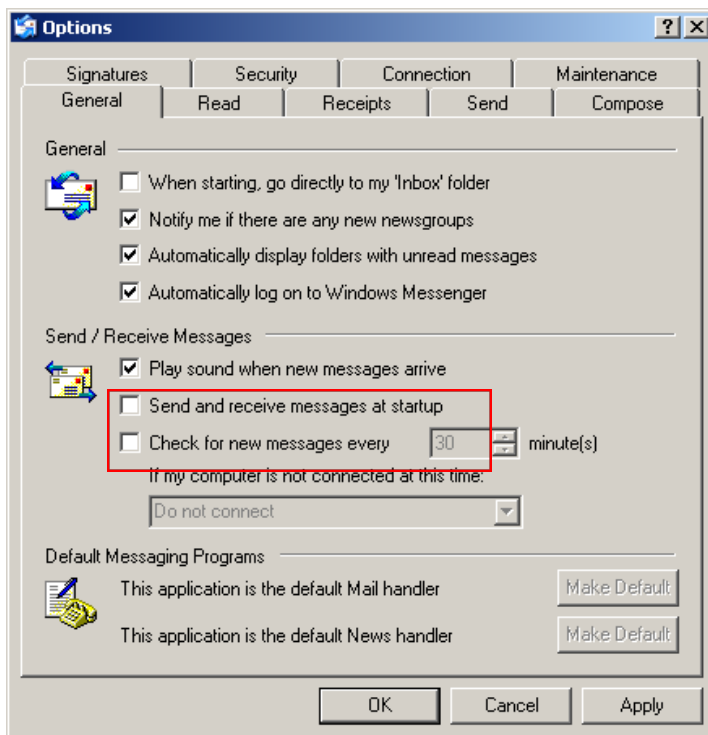 Options
Signatures Security Connection Maintenance
General Read Receipts Send Compose
General
When starting, go directly to my 'Inbox' folder
Notify me if there are any new newsgroups
Automatically display folders with unread messages
Automatically log on to Windows Messenger
Send / Receive Messages
Play sound when new messages arrive
Send and receive messages at startup
Check for new messages every 30 minute(s)
If my computer is not connected at this time:
Do not connect
Default Messaging Programs
This application is the default Mail handler Make Default
This application is the default News handler Make Default
OK Cancel Apply